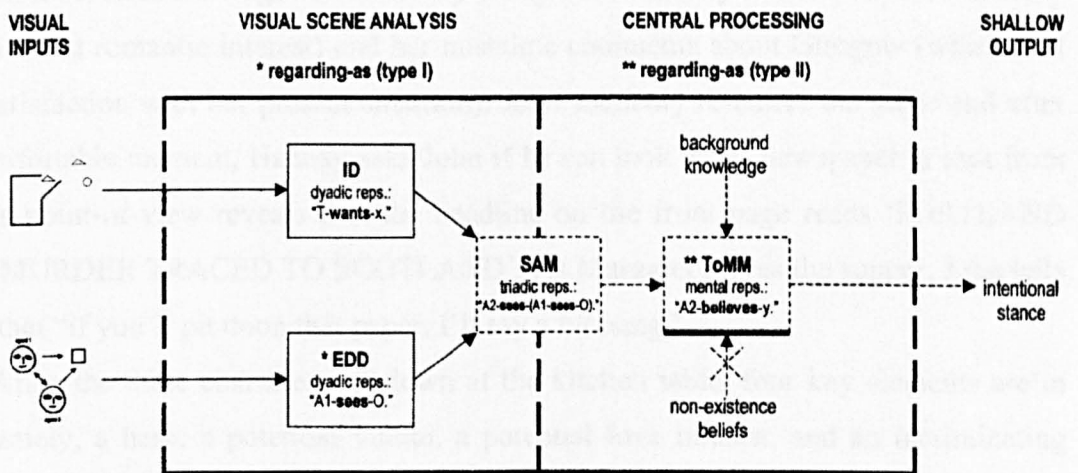 VISUAL INPUTS
VISUAL SCENE ANALYSIS
* regarding-as (type I)
CENTRAL PROCESSING
** regarding-as (type II)
SHALLOW OUTPUT
ID
dyadic reps.:
"T-wants-x."
* EDD
dyadic reps.:
"A1-sees-O."
SAM
triadic reps.:
"A2-sees-(A1-sees-O)."
background
knowledge
** ToMM
mental reps.:
"A2-believes-y."
non-existence
beliefs
intentional
stance